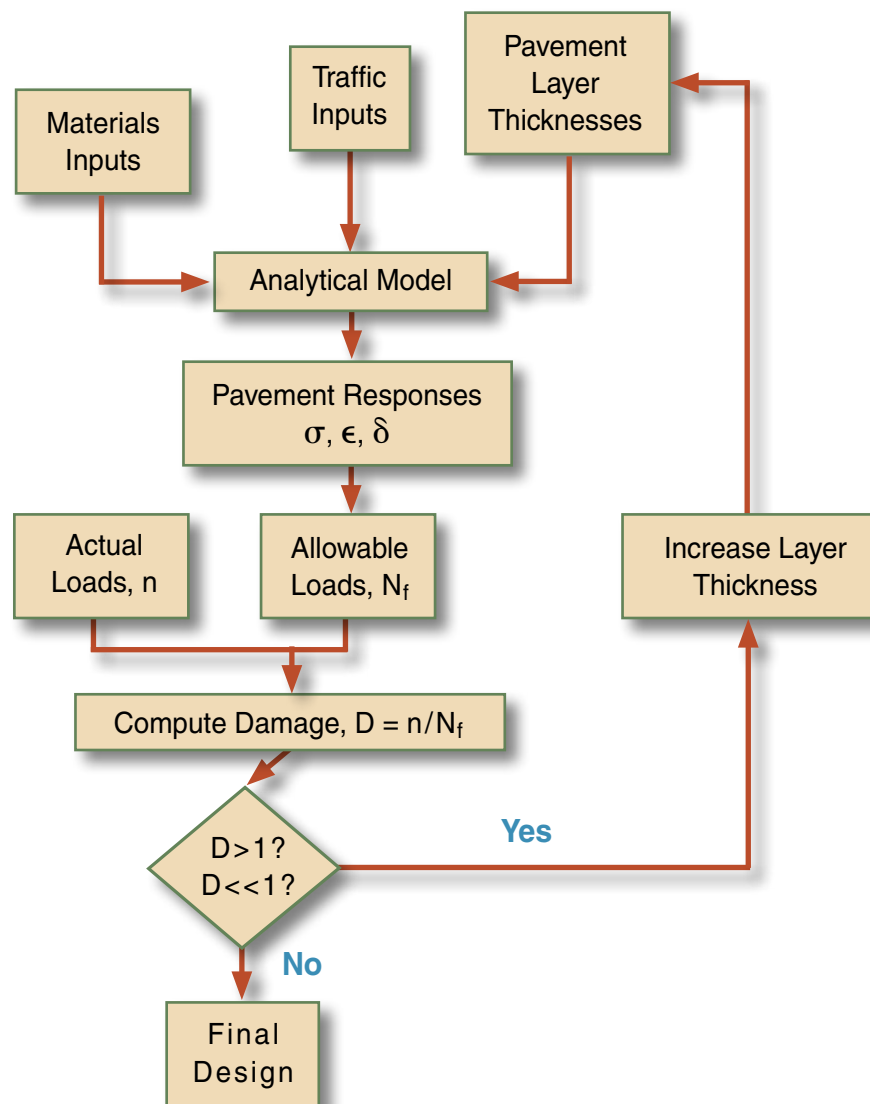 Pavement
Layer
Thicknesses
Traffic
Inputs
Materials
Inputs
Analytical Model
Pavement Responses
σ, ϵ, δ
Actual
Loads, n
Allowable
Loads, Nf
Increase Layer
Thickness
Compute Damage, D = n/Nf
D>1?
D<<1?
Yes
No
Final
Design